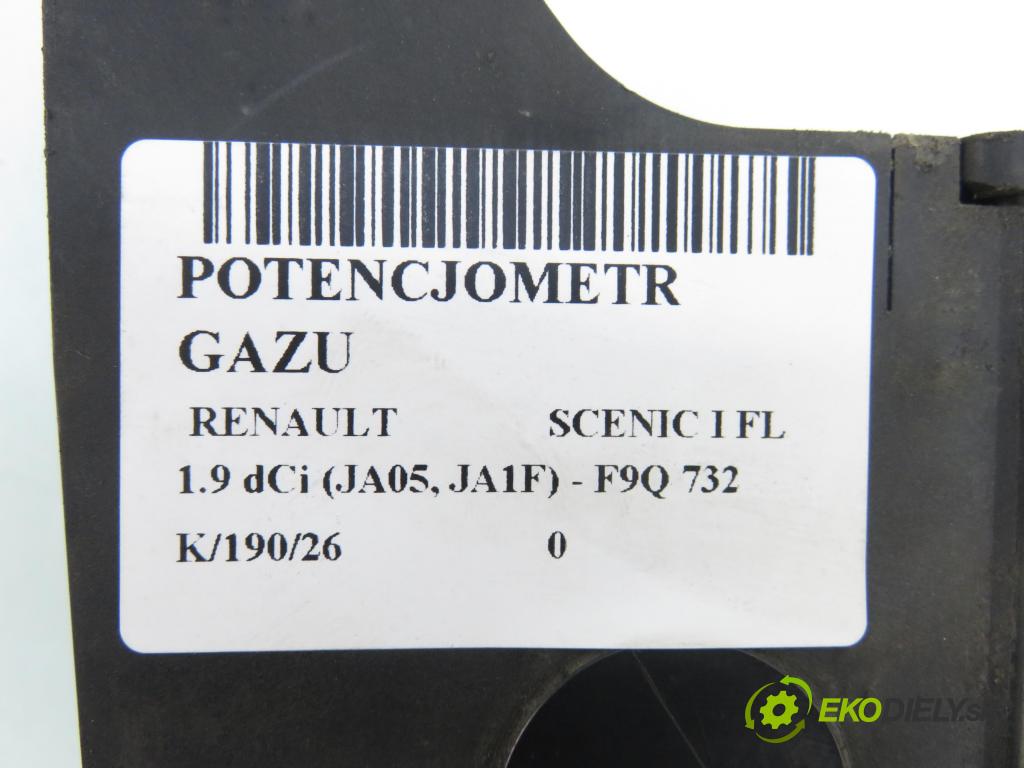 POTENCJOMETR
GAZU
RENAULT SCENIC I FL
1.9 dCi (JA05, JA1F) - F9Q 732
K/190/26 0
EKODIELY.sk